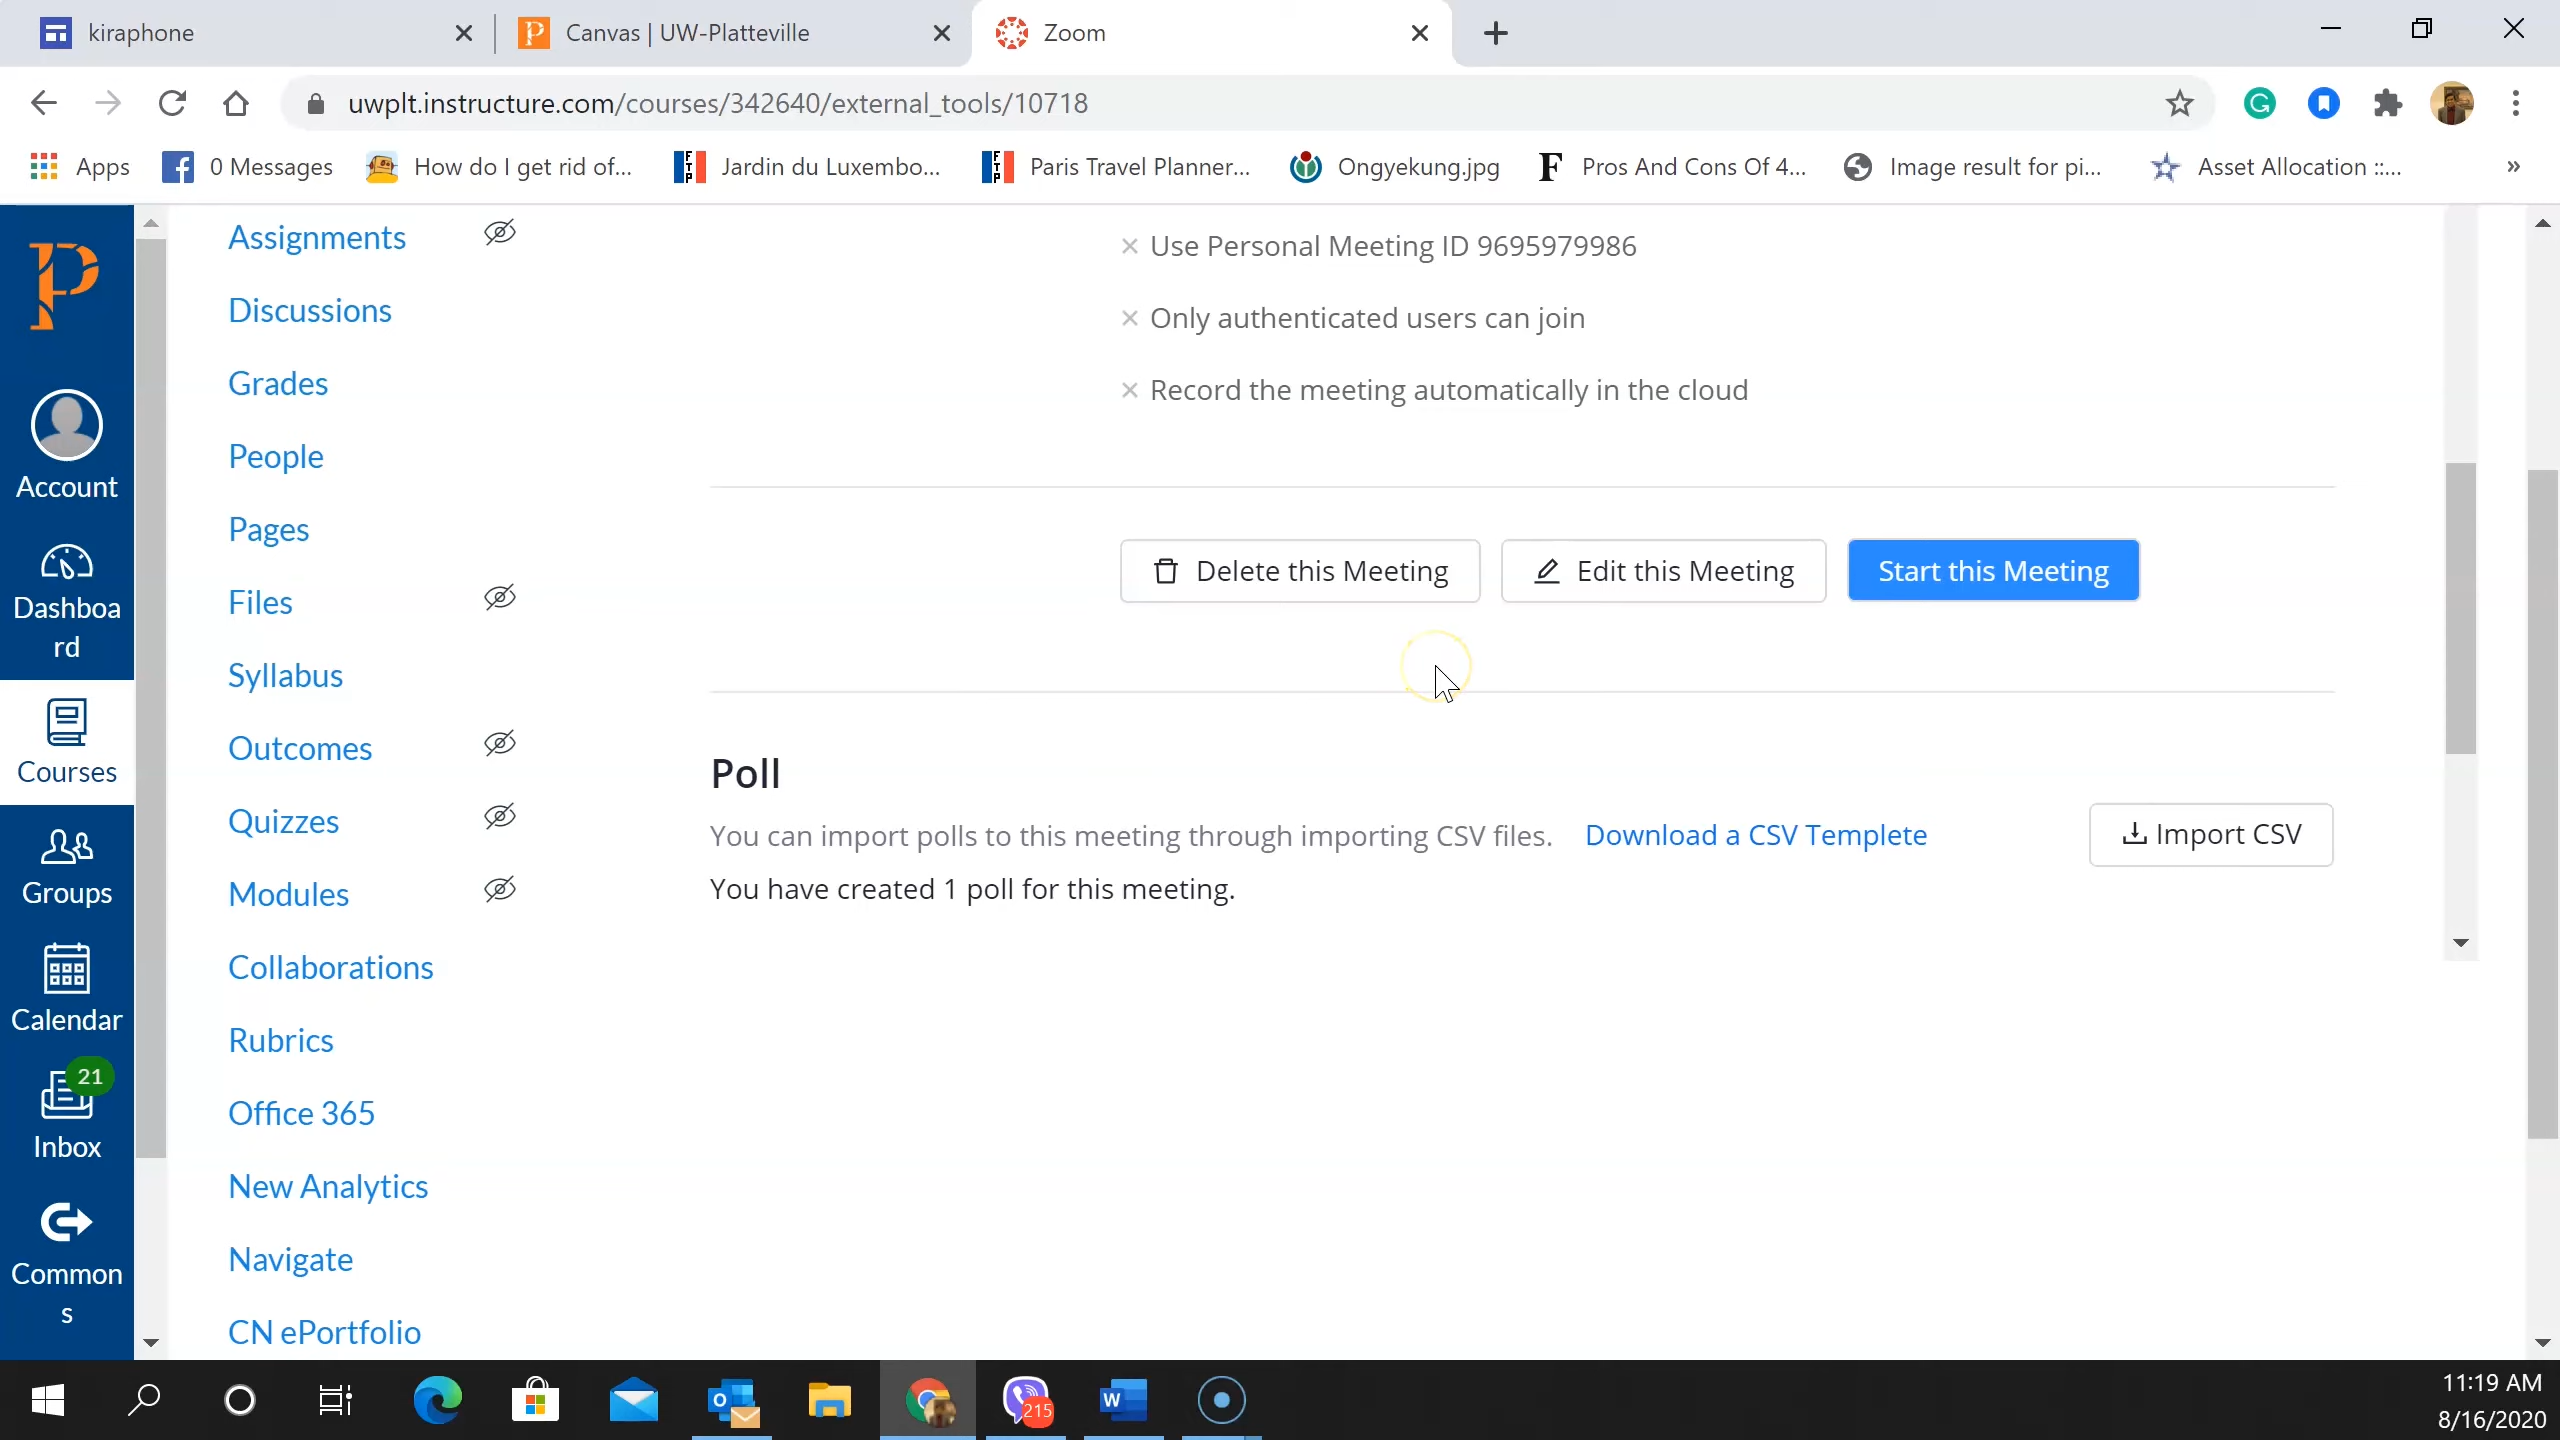 kiraphone
Canvas | UW-Platteville
Zoom
uwplt.instructure.com/courses/342640/external_tools/10718
Apps
0 Messages
How do I get rid of...
Jardin du Luxembo...
Paris Travel Planner...
Ongyekung.jpg
Pros And Cons Of 4...
Image result for pi...
Asset Allocation ::...
»
Account
Dashboa
rd
Courses
Groups
Calendar
21
Inbox
Common
s
Assignments
Discussions
Grades
People
Pages
Files
Syllabus
Outcomes
Quizzes
Modules
Collaborations
Rubrics
Office 365
New Analytics
Navigate
CN ePortfolio
Use Personal Meeting ID 9695979986
Only authenticated users can join
Record the meeting automatically in the cloud
Delete this Meeting
Edit this Meeting
Start this Meeting
Poll
You can import polls to this meeting through importing CSV files.
Download a CSV Templete
Import CSV
You have created 1 poll for this meeting.
215
11:19 AM
8/16/2020